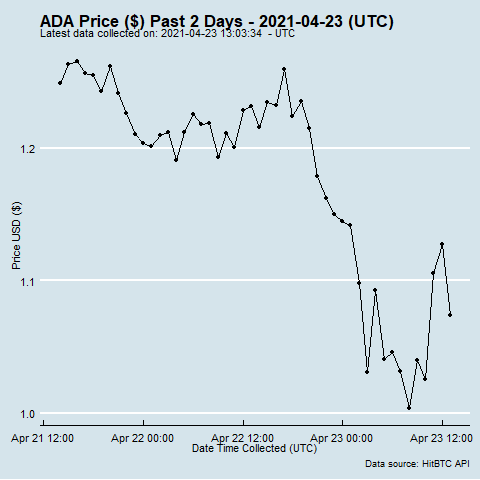 ADA Price ($) Past 2 Days - 2021-04-23 (UTC)
Latest data collected on: 2021-04-23 13:03:34 - UTC
Price USD ($)
1.2
1.1
1.0
Apr 21 12:00 Apr 22 00:00 Apr 22 12:00 Apr 23 00:00 Apr 23 12:00
Date Time Collected (UTC)
Data source: HitBTC API